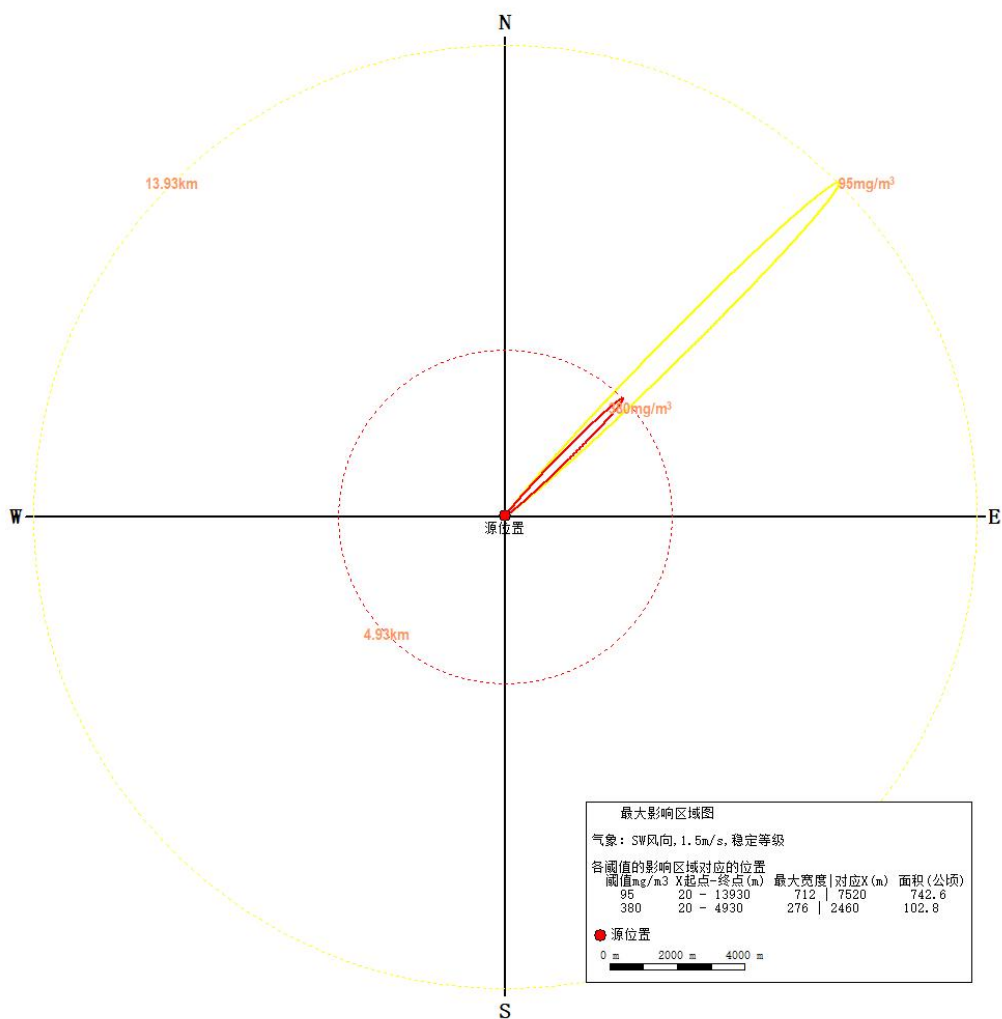 N
13.93km
95mg/m³
380mg/m³
W
E
源位置
4.93km
最大影响区域图
气象: SW风向,1.5m/s,稳定等级
各阈值的影响区域对应的位置
阈值mg/m3 X起点-终点(m) 最大宽度|对应X(m) 面积(公顷)
95 20 - 13930 712 | 7520 742.6
380 20 - 4930 276 | 2460 102.8
源位置
0 m 2000 m 4000 m
S